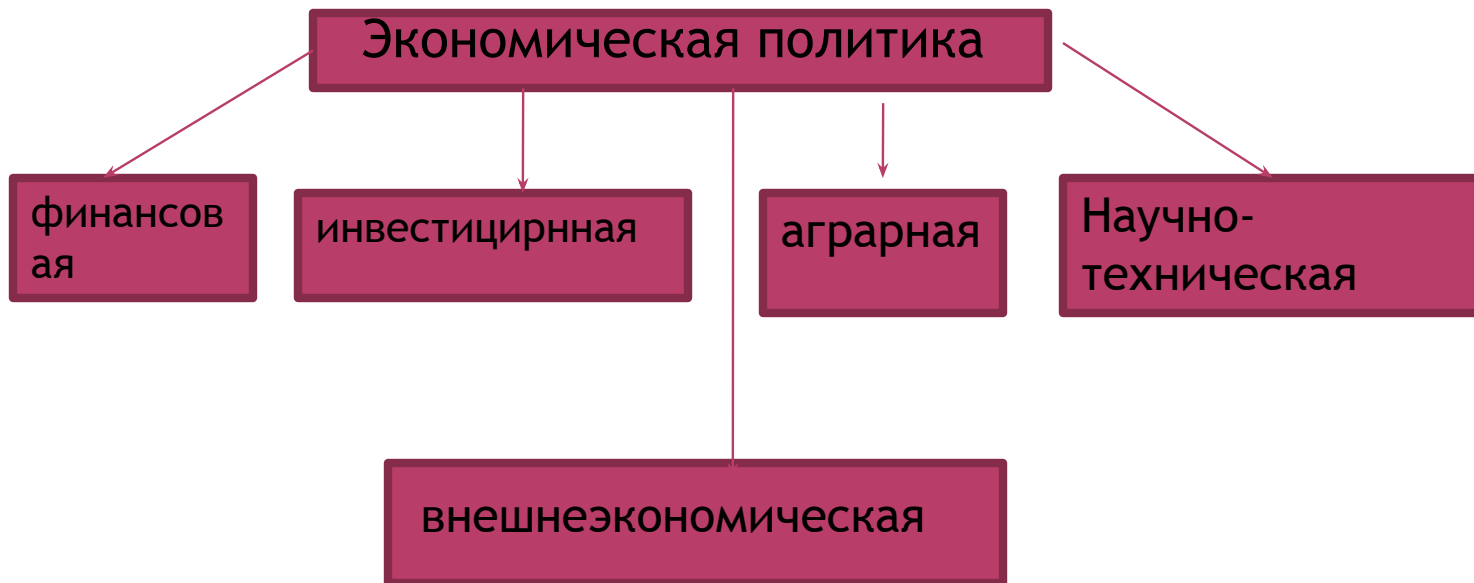 Экономическая политика
финансов
ая
инвестицирнная
аграрная
Научно-
техническая
внешнеэкономическая